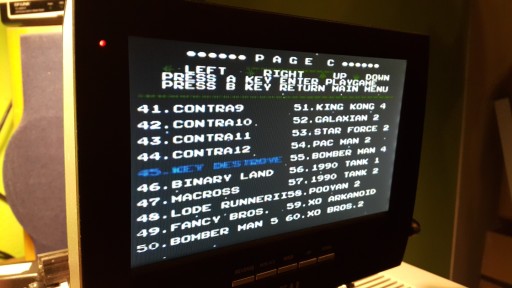 ●●●●●● P A G E C ●●●●●●
LEFT RIGHT UP DOWN
PRESS A KEY ENTER PLAYGAME
PRESS B KEY RETURN MAIN MENU
41.CONTRA9 51.KING KONG 4
42.CONTRA10 52.GALAXIAN 2
43.CONTRA11 53.STAR FORCE 2
44.CONTRA12 54.PAC MAN 2
45.KEY DESTROVE 55.BOMBER MAN 4
46.BINARY LAND 56.1990 TANK 1
47.MACROSS 57.1990 TANK 2
48.LODE RUNNERII 58.POOYAN 2
49.FANCY BROS. 59.XO ARKANOID
50.BOMBER MAN 5 60.XO BROS.2